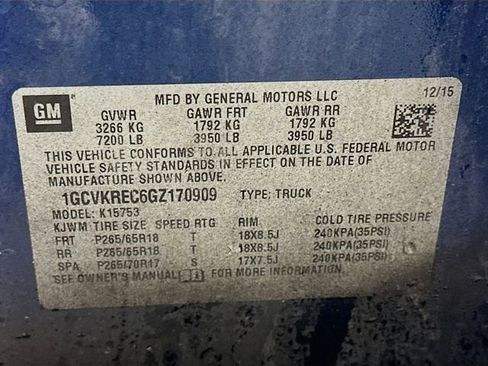 GM
MFD BY GENERAL MOTORS LLC
12/15
GVWR GAWR FRT GAWR RR
3266 KG 1792 KG 1792 KG
7200 LB 3950 LB 3950 LB
THIS VEHICLE CONFORMS TO ALL APPLICABLE U.S. FEDERAL MOTOR
VEHICLE SAFETY STANDARDS IN EFFECT ON THE DATE OF
MANUFACTURE SHOWN ABOVE.
1GCVKREC6GZ170909 TYPE: TRUCK
MODEL: K15753
KJWM TIRE SIZE SPEED RTG RIM COLD TIRE PRESSURE
FRT P265/65R18 T 18X8.5J 240KPA(35PSI)
RR P265/65R18 T 18X8.5J 240KPA(35PSI)
SPA P265/70R17 S 17X7.5J 240KPA(35PSI)
SEE OWNER'S MANUAL FOR MORE INFORMATION.